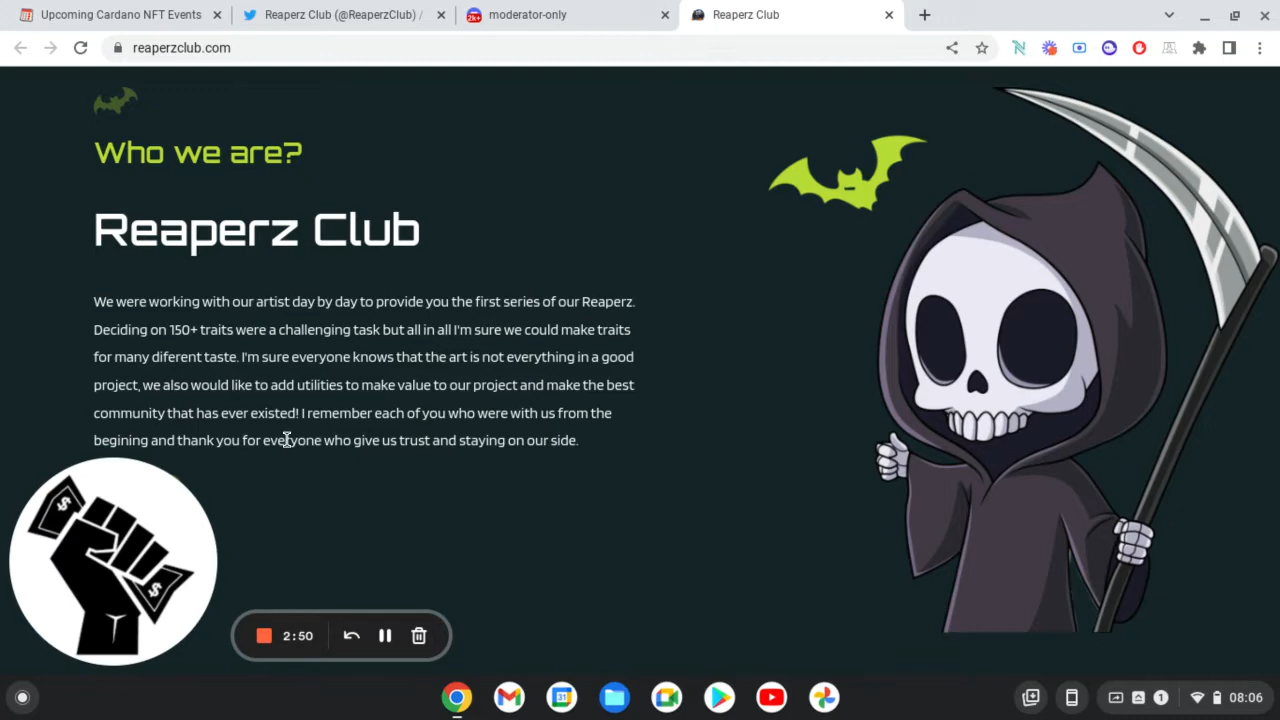 Upcoming Cardano NFT Events
Reaperz Club (@ReaperzClub) /
2k+
moderator-only
Reaperz Club
reaperzclub.com
Who we are?
Reaperz Club
We were working with our artist day by day to provide you the first series of our Reaperz.
Deciding on 150+ traits were a challenging task but all in all I'm sure we could make traits
for many diferent taste. I'm sure everyone knows that the art is not everything in a good
project, we also would like to add utilities to make value to our project and make the best
community that has ever existed! I remember each of you who were with us from the
begining and thank you for everyone who give us trust and staying on our side.
$
$
2:50
31
1
08:06